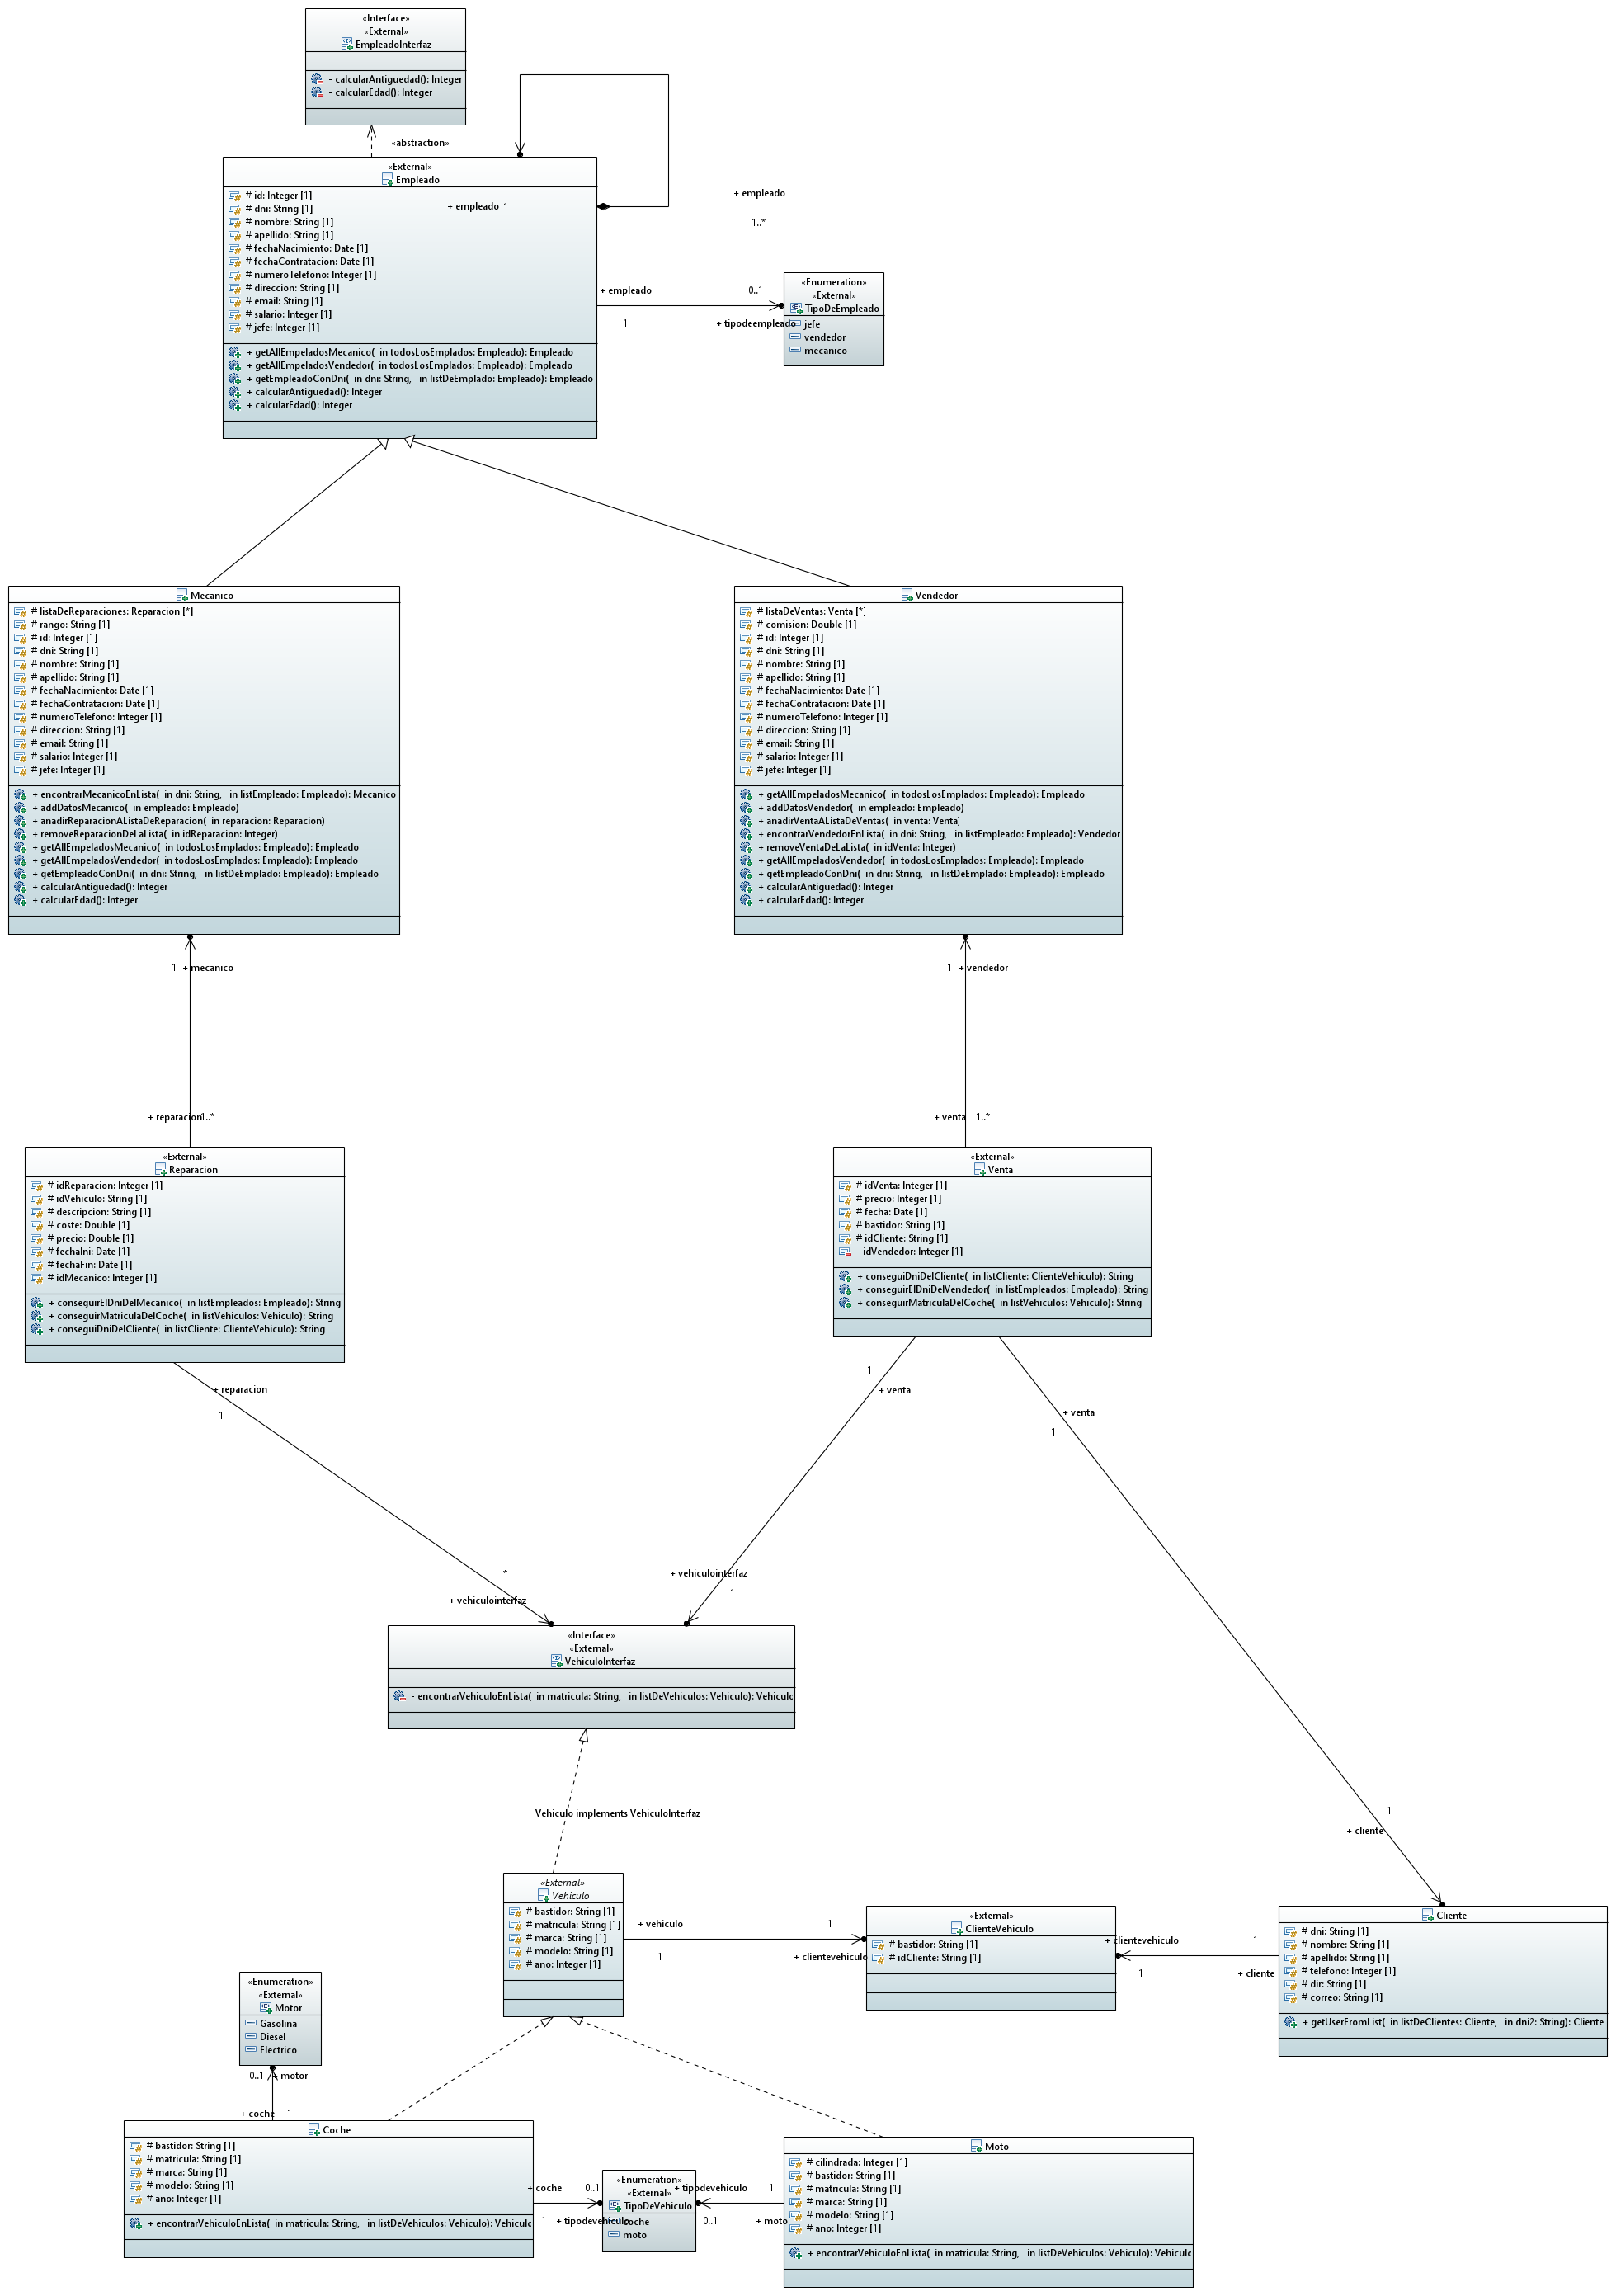 «Interface»
«External»
EmpleadoInterfaz
- calcularAntiguedad(): Integer
- calcularEdad(): Integer
«abstraction»
«External»
Empleado
# id: Integer [1]
# dni: String [1]
# nombre: String [1]
# apellido: String [1]
# fechaNacimiento: Date [1]
# fechaContratacion: Date [1]
# numeroTelefono: Integer [1]
# direccion: String [1]
# email: String [1]
# salario: Integer [1]
# jefe: Integer [1]
+ getAllEmpeladosMecanico( in todosLosEmplados: Empleado): Empleado
+ getAllEmpeladosVendedor( in todosLosEmplados: Empleado): Empleado
+ getEmpleadoConDni( in dni: String, in listDeEmplado: Empleado): Empleado
+ calcularAntiguedad(): Integer
+ calcularEdad(): Integer
+ empleado 1
+ empleado
1..*
+ empleado
1
0..1
+ tipodeempleado
«Enumeration»
«External»
TipoDeEmpleado
jefe
vendedor
mecanico
Mecanico
# listaDeReparaciones: Reparacion [*]
# rango: String [1]
# id: Integer [1]
# dni: String [1]
# nombre: String [1]
# apellido: String [1]
# fechaNacimiento: Date [1]
# fechaContratacion: Date [1]
# numeroTelefono: Integer [1]
# direccion: String [1]
# email: String [1]
# salario: Integer [1]
# jefe: Integer [1]
+ encontrarMecanicoEnLista( in dni: String, in listEmpleado: Empleado): Mecanico
+ addDatosMecanico( in empleado: Empleado)
+ anadirReparacionAListaDeReparacion( in reparacion: Reparacion)
+ removeReparacionDeLaLista( in idReparacion: Integer)
+ getAllEmpeladosMecanico( in todosLosEmplados: Empleado): Empleado
+ getAllEmpeladosVendedor( in todosLosEmplados: Empleado): Empleado
+ getEmpleadoConDni( in dni: String, in listDeEmplado: Empleado): Empleado
+ calcularAntiguedad(): Integer
+ calcularEdad(): Integer
Vendedor
# listaDeVentas: Venta [*]
# comision: Double [1]
# id: Integer [1]
# dni: String [1]
# nombre: String [1]
# apellido: String [1]
# fechaNacimiento: Date [1]
# fechaContratacion: Date [1]
# numeroTelefono: Integer [1]
# direccion: String [1]
# email: String [1]
# salario: Integer [1]
# jefe: Integer [1]
+ getAllEmpeladosMecanico( in todosLosEmplados: Empleado): Empleado
+ addDatosVendedor( in empleado: Empleado)
+ anadirVentaAListaDeVentas( in venta: Venta)
+ encontrarVendedorEnLista( in dni: String, in listEmpleado: Empleado): Vendedor
+ removeVentaDeLaLista( in idVenta: Integer)
+ getAllEmpeladosVendedor( in todosLosEmplados: Empleado): Empleado
+ getEmpleadoConDni( in dni: String, in listDeEmplado: Empleado): Empleado
+ calcularAntiguedad(): Integer
+ calcularEdad(): Integer
1 + mecanico
+ reparacion 1..*
1 + vendedor
+ venta 1..*
«External»
Reparacion
# idReparacion: Integer [1]
# idVehiculo: String [1]
# descripcion: String [1]
# coste: Double [1]
# precio: Double [1]
# fechaIni: Date [1]
# fechaFin: Date [1]
# idMecanico: Integer [1]
+ conseguirElDniDelMecanico( in listEmpleados: Empleado): String
+ conseguirMatriculaDelCoche( in listVehiculos: Vehiculo): String
+ conseguiDniDelCliente( in listCliente: ClienteVehiculo): String
«External»
Venta
# idVenta: Integer [1]
# precio: Integer [1]
# fecha: Date [1]
# bastidor: String [1]
# idCliente: String [1]
- idVendedor: Integer [1]
+ conseguiDniDelCliente( in listCliente: ClienteVehiculo): String
+ conseguirElDniDelVendedor( in listEmpleados: Empleado): String
+ conseguirMatriculaDelCoche( in listVehiculos: Vehiculo): String
+ reparacion
1
*
+ vehiculointerfaz
1
+ venta
+ vehiculointerfaz
1
+ venta
1
1
+ cliente
«Interface»
«External»
VehiculoInterfaz
- encontrarVehiculoEnLista( in matricula: String, in listDeVehiculos: Vehiculo): Vehiculo
Vehiculo implements VehiculoInterfaz
«External»
Vehiculo
# bastidor: String [1]
# matricula: String [1]
# marca: String [1]
# modelo: String [1]
# ano: Integer [1]
+ vehiculo
1
1
+ clientevehiculo
«External»
ClienteVehiculo
# bastidor: String [1]
# idCliente: String [1]
+ clientevehiculo
1
1
+ cliente
Cliente
# dni: String [1]
# nombre: String [1]
# apellido: String [1]
# telefono: Integer [1]
# dir: String [1]
# correo: String [1]
+ getUserFromList( in listDeClientes: Cliente, in dni2: String): Cliente
«Enumeration»
«External»
Motor
Gasolina
Diesel
Electrico
0..1 + motor
+ coche 1
Coche
# bastidor: String [1]
# matricula: String [1]
# marca: String [1]
# modelo: String [1]
# ano: Integer [1]
+ encontrarVehiculoEnLista( in matricula: String, in listDeVehiculos: Vehiculo): Vehiculo
+ coche
1
0..1
+ tipodevehiculo
«Enumeration»
«External»
TipoDeVehiculo
coche
moto
+ tipodevehiculo
0..1
1
+ moto
Moto
# cilindrada: Integer [1]
# bastidor: String [1]
# matricula: String [1]
# marca: String [1]
# modelo: String [1]
# ano: Integer [1]
+ encontrarVehiculoEnLista( in matricula: String, in listDeVehiculos: Vehiculo): Vehiculo